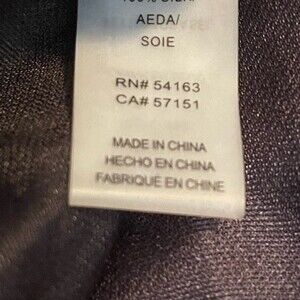 AEDA/
SOIE
RN# 54163
CA# 57151
MADE IN CHINA
HECHO EN CHINA
FABRIQUÉ EN CHINE